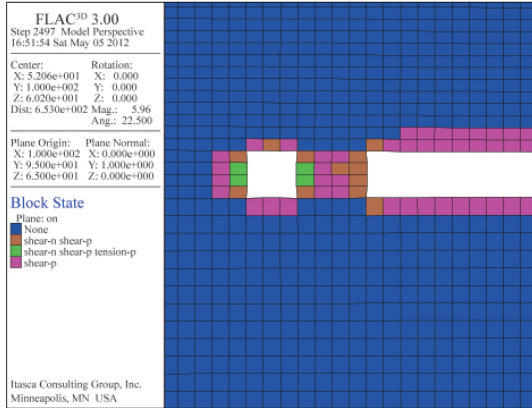 FLAC3D 3.00
Step 2497 Model Perspective
16:51:54 Sat May 05 2012
Center: Rotation:
X: 5.206e+001 X: 0.000
Y: 1.000e+002 Y: 0.000
Z: 6.020e+001 Z: 0.000
Dist: 6.530e+002 Mag.: 5.96
Ang.: 22.500
Plane Origin: Plane Normal:
X: 1.000e+002 X: 0.000e+000
Y: 9.500e+001 Y: 1.000e+000
Z: 6.500e+001 Z: 0.000e+000
Block State
Plane: on
None
shear-n shear-p
shear-n shear-p tension-p
shear-p
Itasca Consulting Group, Inc.
Minneapolis, MN USA